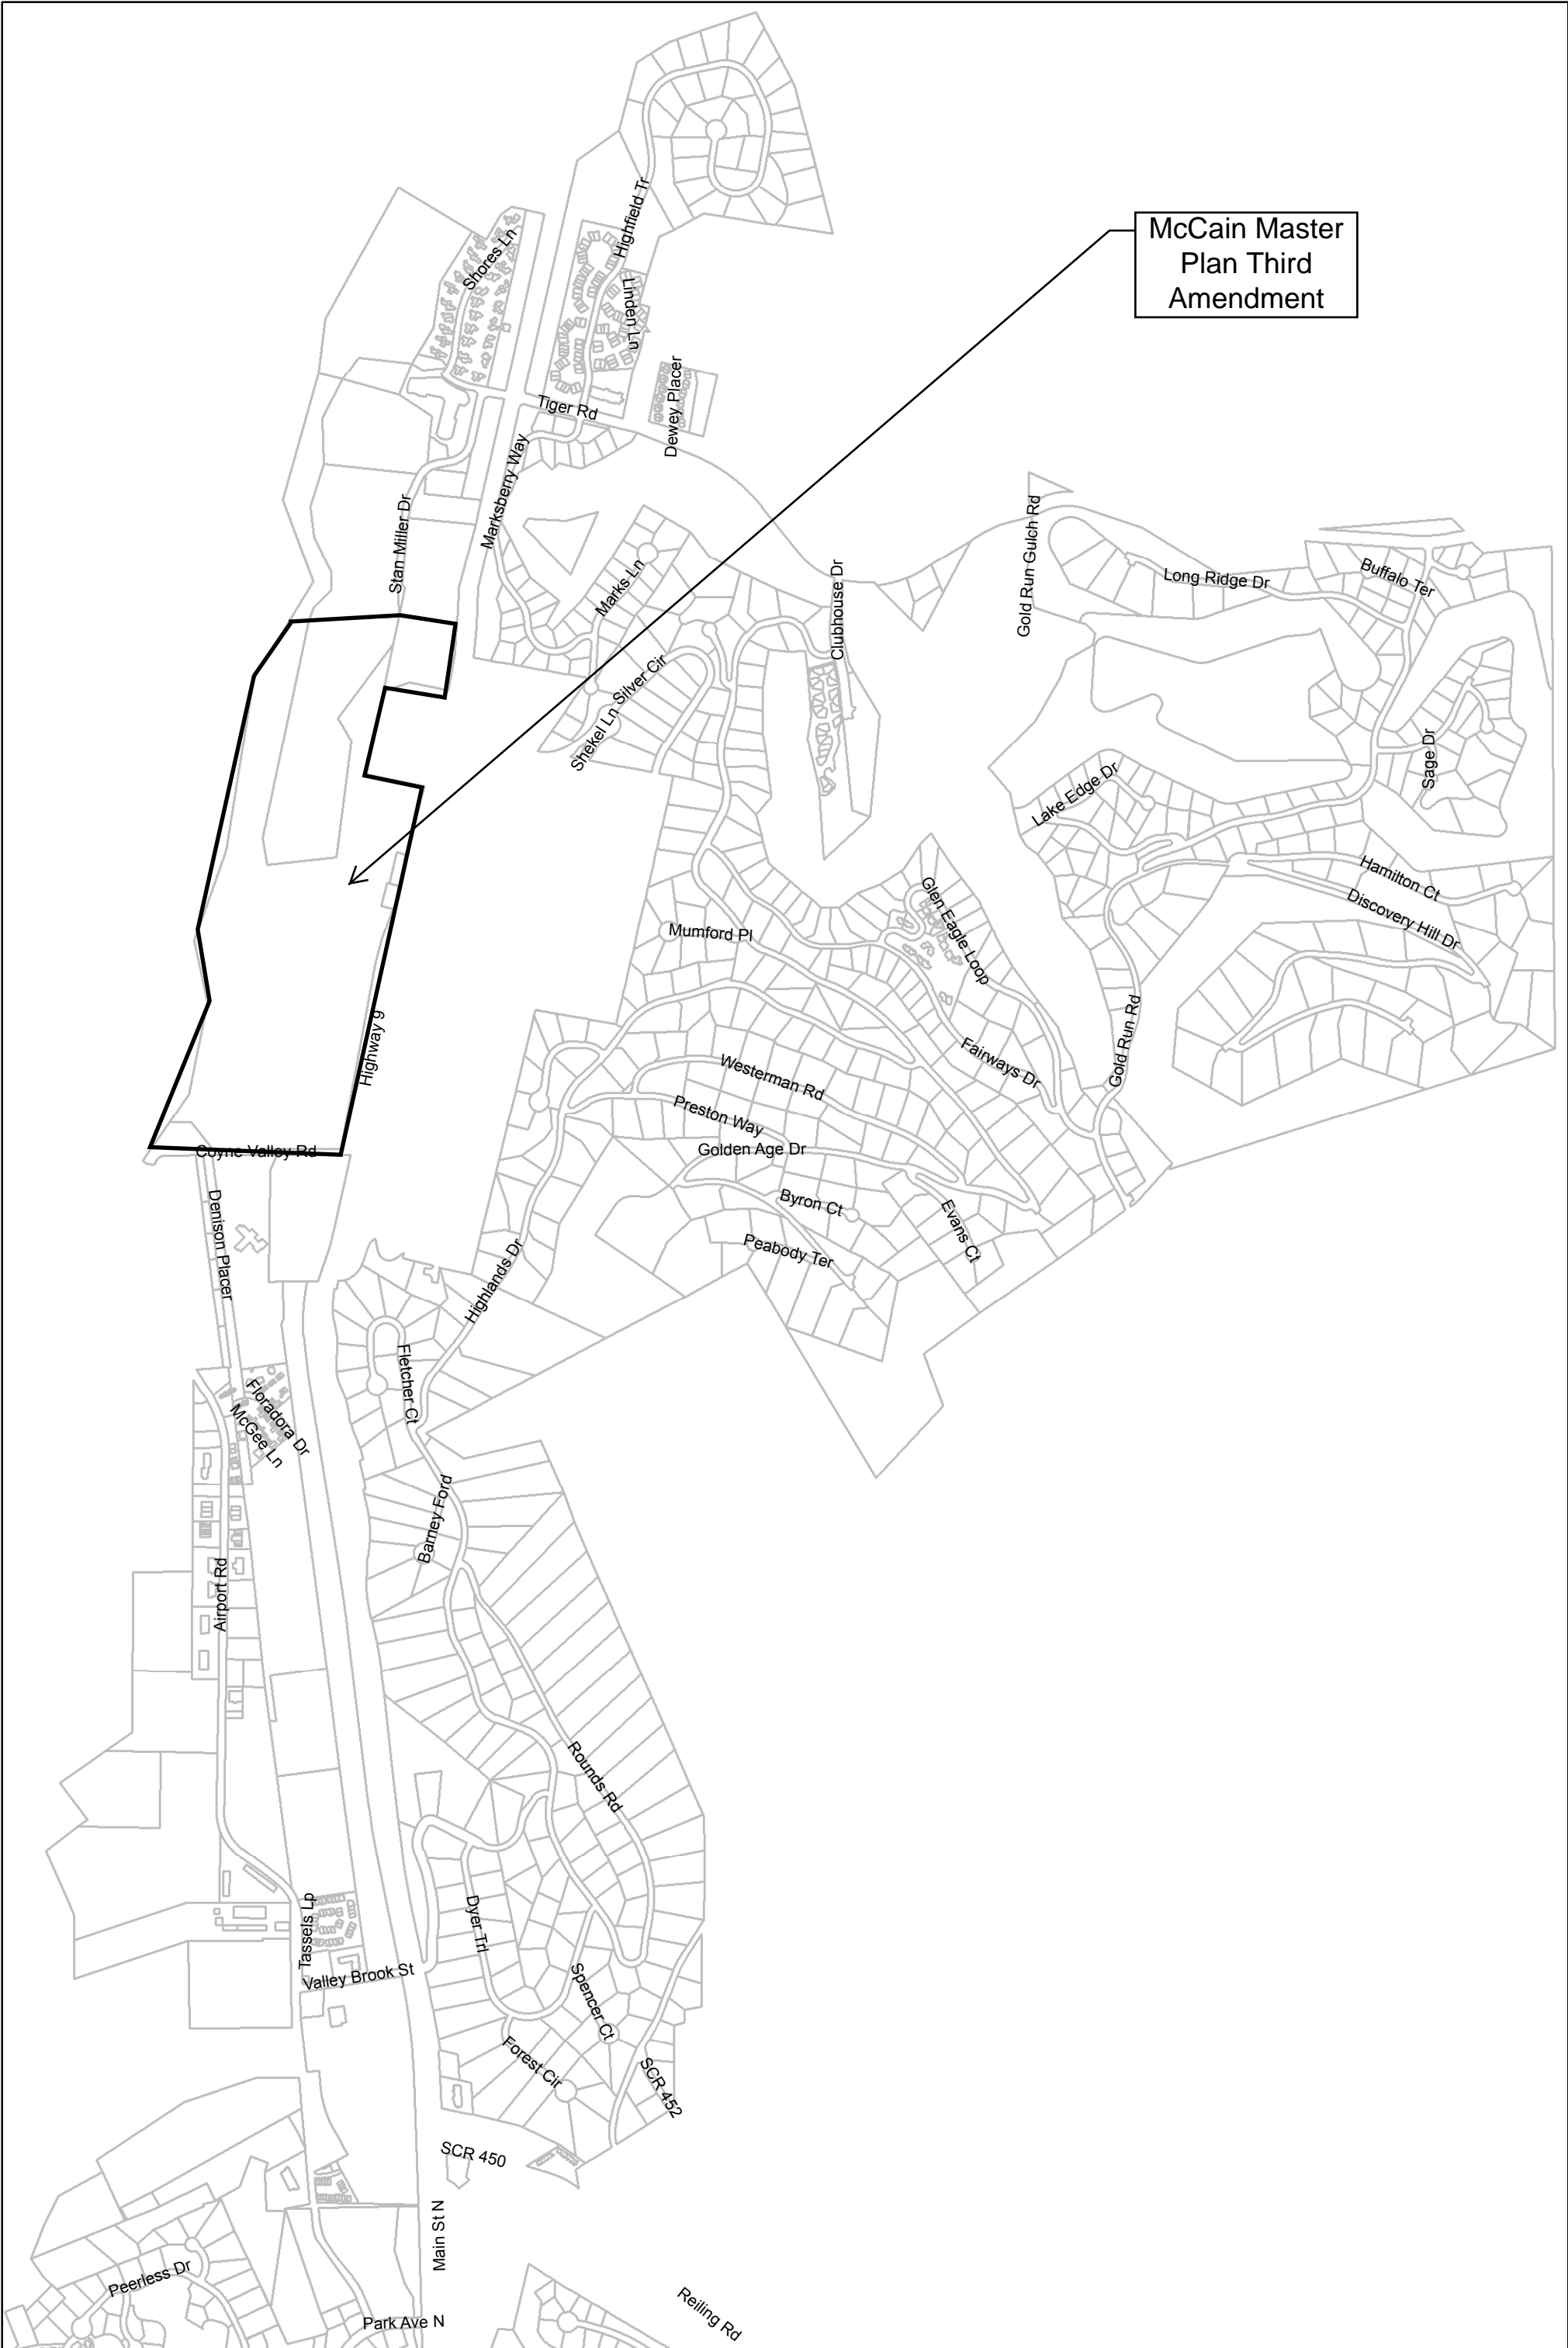 McCain Master
Plan Third
Amendment
Highfield Tr
Shores Ln
Linden Ln
Dewey Placer
Tiger Rd
Marksberry Way
Stan Miller Dr
Marks Ln
Clubhouse Dr
Gold Run Gulch Rd
Long Ridge Dr
Buffalo Ter
Silver Cir
Shekel Ln
Sage Dr
Lake Edge Dr
Hamilton Ct
Discovery Hill Dr
Glen Eagle Loop
Mumford Pl
Gold Run Rd
Highway 9
Fairways Dr
Westerman Rd
Preston Way
Golden Age Dr
Coyne Valley Rd
Byron Ct
Evans Ct
Peabody Ter
Denison Placer
Highlands Dr
Fletcher Ct
Floradora Dr
McGee Ln
Barney Ford
Airport Rd
Rounds Rd
Tassels Lp
Dyer Trl
Valley Brook St
Spencer Ct
Forest Cir
SCR 452
SCR 450
Main St N
Peerless Dr
Reiling Rd
Park Ave N